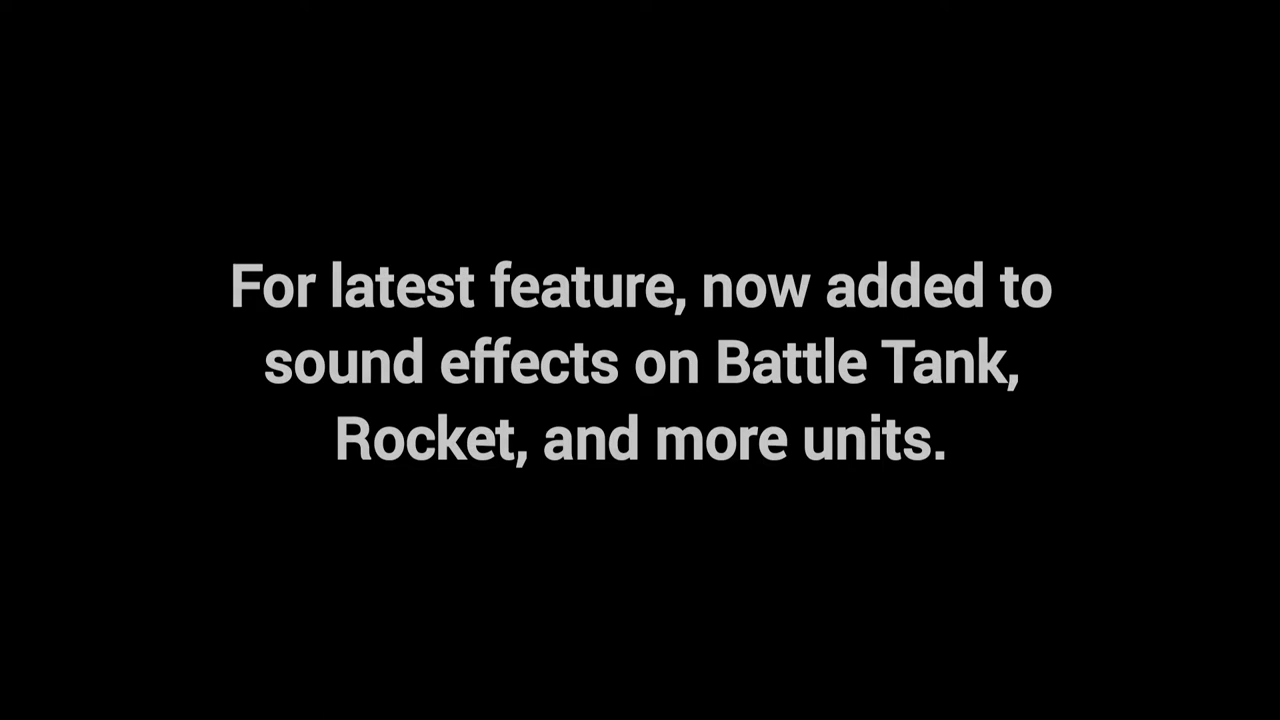 For latest feature, now added to
sound effects on Battle Tank,
Rocket, and more units.